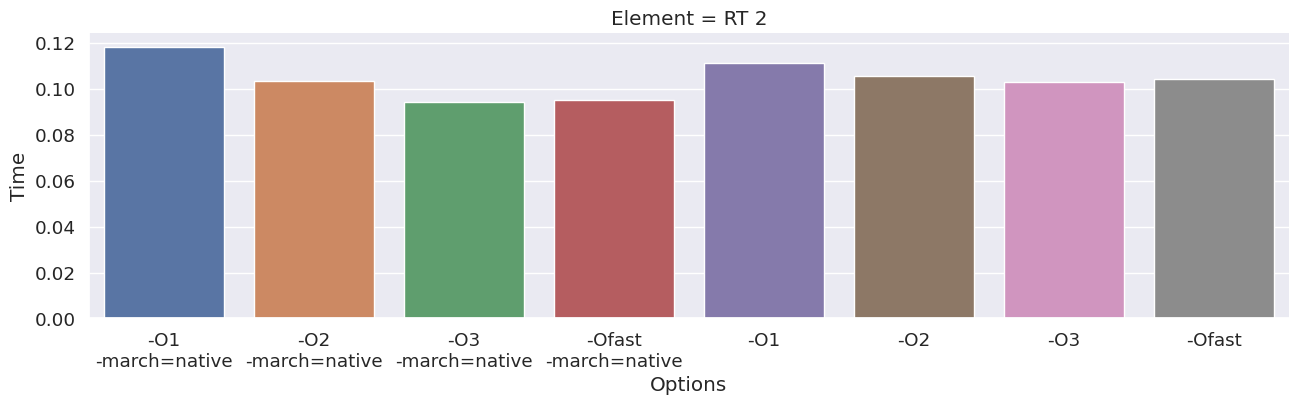 Element = RT 2
Time
0.12
0.10
0.08
0.06
0.04
0.02
0.00
-O1 -O2 -O3 -Ofast -O1 -O2 -O3 -Ofast
-march=native -march=native -march=native -march=native
Options